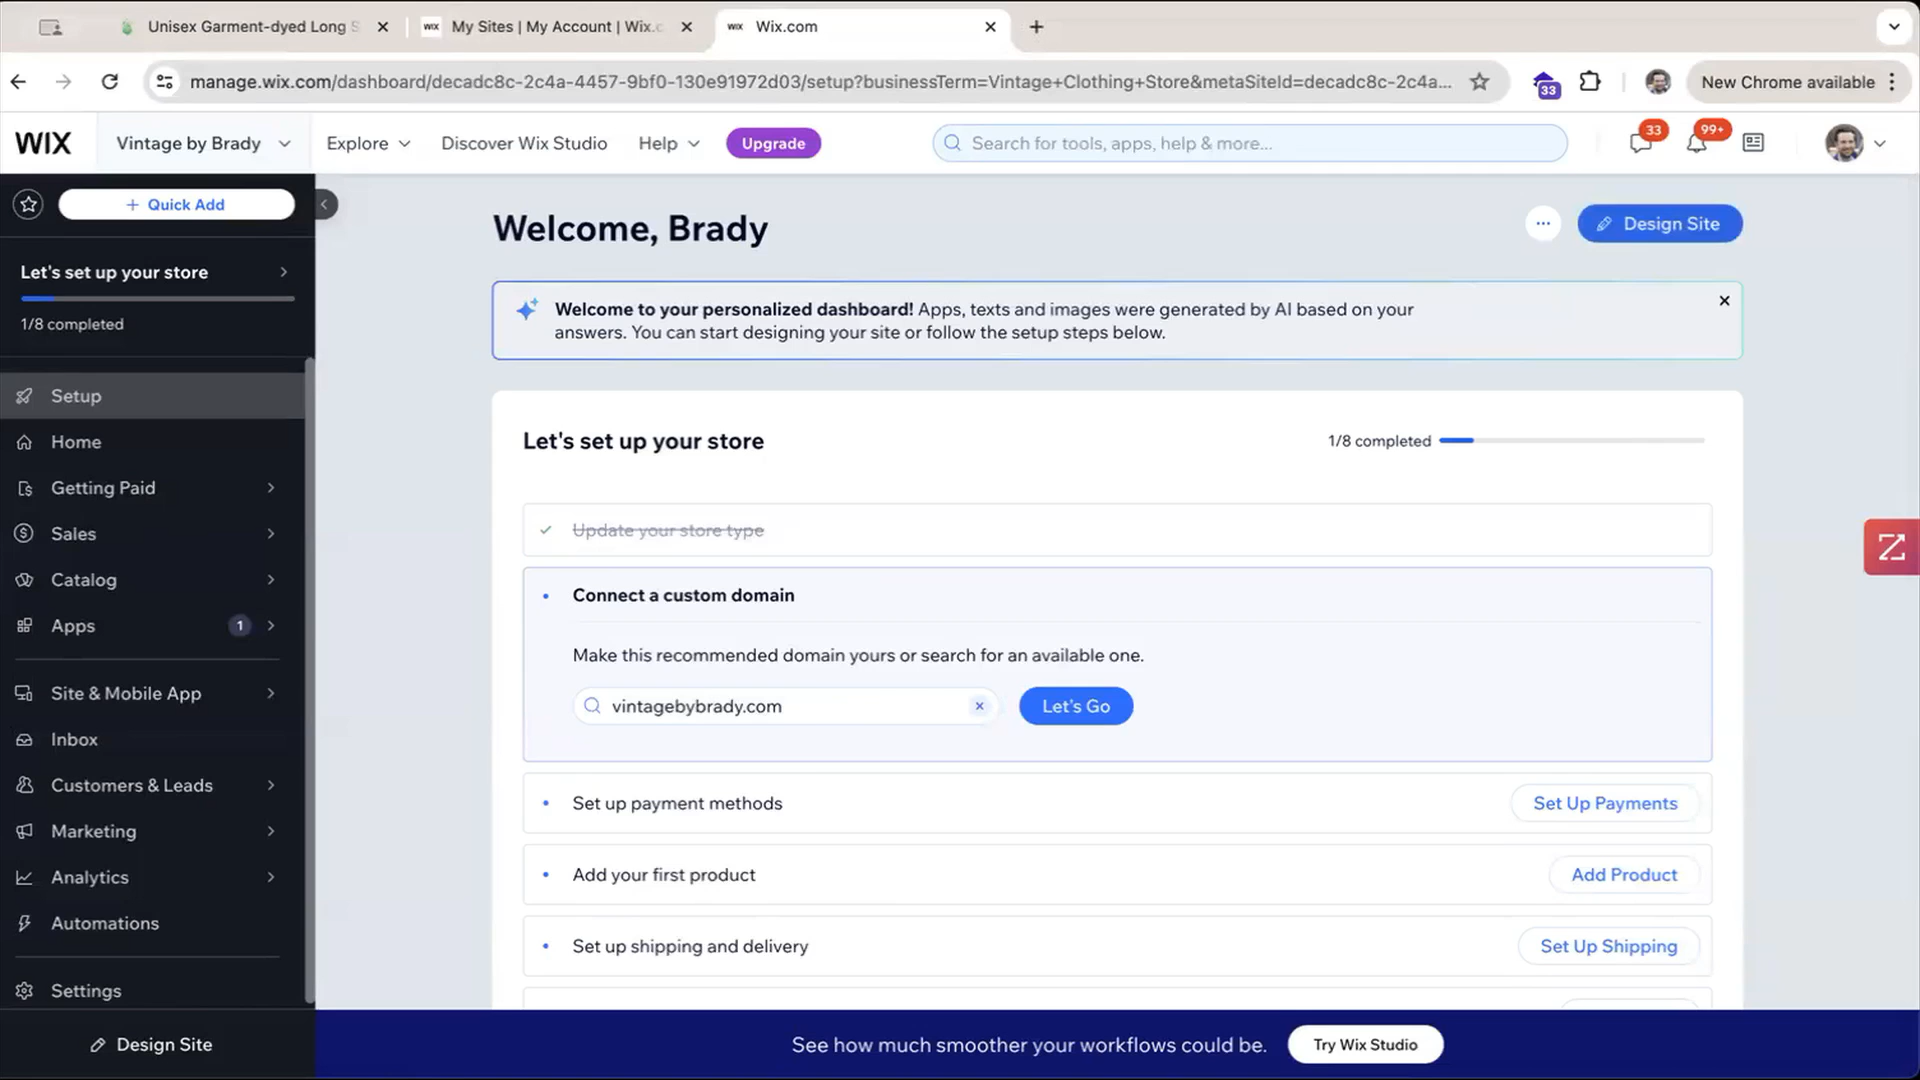 Unisex Garment-dyed Long S
WIX My Sites | My Account | Wix.c
WIX Wix.com
manage.wix.com/dashboard/decadc8c-2c4a-4457-9bf0-130e91972d03/setup?businessTerm=Vintage+Clothing+Store&metaSiteId=decadc8c-2c4a...
33
New Chrome available
WIX
Vintage by Brady
Explore
Discover Wix Studio
Help
Upgrade
Search for tools, apps, help & more...
33
99+
Quick Add
Let's set up your store
1/8 completed
Setup
Home
Getting Paid
Sales
Catalog
Apps 1
Site & Mobile App
Inbox
Customers & Leads
Marketing
Analytics
Automations
Settings
Design Site
Welcome, Brady
Design Site
Welcome to your personalized dashboard! Apps, texts and images were generated by AI based on your
answers. You can start designing your site or follow the setup steps below.
Let's set up your store
1/8 completed
Update your store type
Connect a custom domain
Make this recommended domain yours or search for an available one.
vintagebybrady.com
Let's Go
Set up payment methods
Set Up Payments
Add your first product
Add Product
Set up shipping and delivery
Set Up Shipping
See how much smoother your workflows could be.
Try Wix Studio